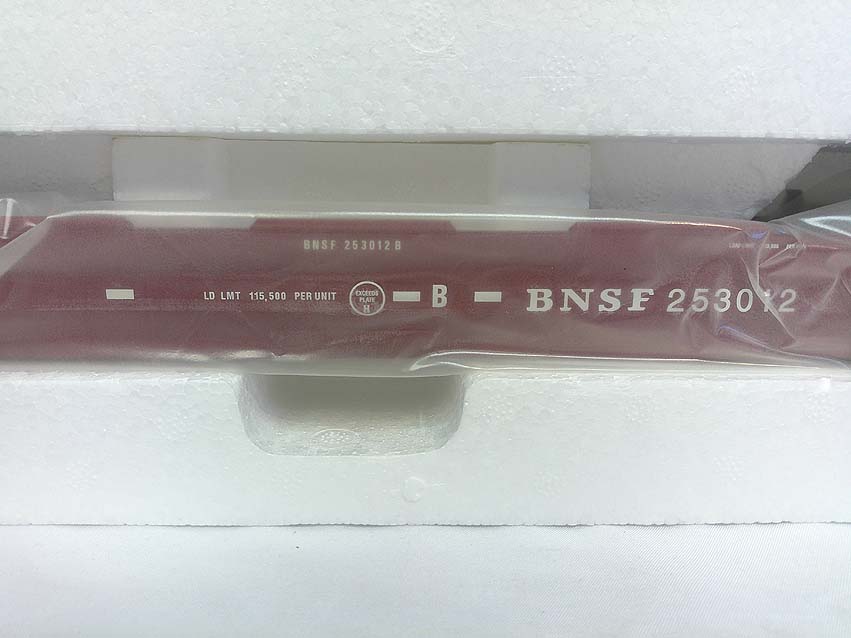 BNSF 253012 B
LD LMT 115,500 PER UNIT
EXCEEDS
PLATE
H
B
BNSF 253012